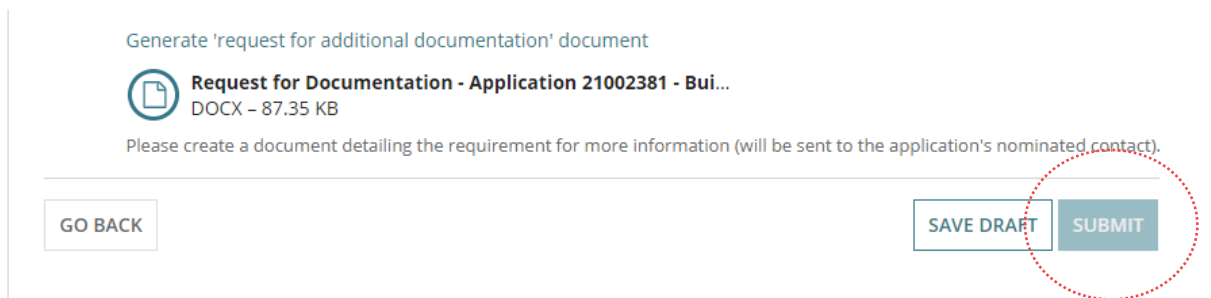 Generate 'request for additional documentation' document
Request for Documentation - Application 21002381 - Bui...
DOCX – 87.35 KB
Please create a document detailing the requirement for more information (will be sent to the application's nominated contact).
GO BACK
SAVE DRAFT
SUBMIT